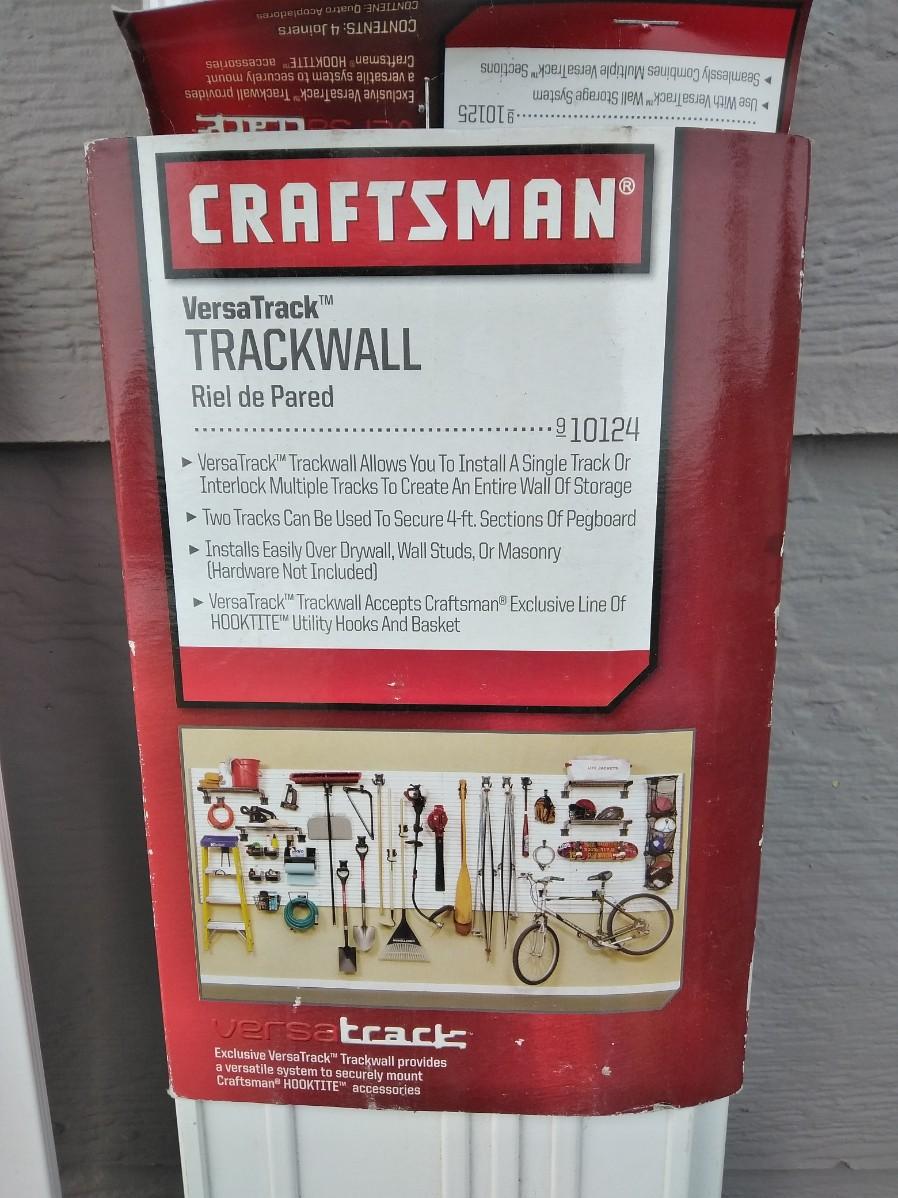 CONTIENE: Quatro Acopladores
CONTENTS: 4 Joiners
Exclusive VersaTrack™ Trackwall provides
a versatile system to securely mount
Craftsman® HOOKTITE™ accessories
versatrack
9 10125
▸ Use With VersaTrack™ Wall Storage System
▸ Seamlessly Combines Multiple VersaTrack™ Sections
CRAFTSMAN®
VersaTrack™
TRACKWALL
Riel de Pared
9 10124
▸ VersaTrack™ Trackwall Allows You To Install A Single Track Or
Interlock Multiple Tracks To Create An Entire Wall Of Storage
▸ Two Tracks Can Be Used To Secure 4-ft. Sections Of Pegboard
▸ Installs Easily Over Drywall, Wall Studs, Or Masonry
(Hardware Not Included)
▸ VersaTrack™ Trackwall Accepts Craftsman® Exclusive Line Of
HOOKTITE™ Utility Hooks And Basket
LIFE JACKETS
versatrack
Exclusive VersaTrack™ Trackwall provides
a versatile system to securely mount
Craftsman® HOOKTITE™ accessories